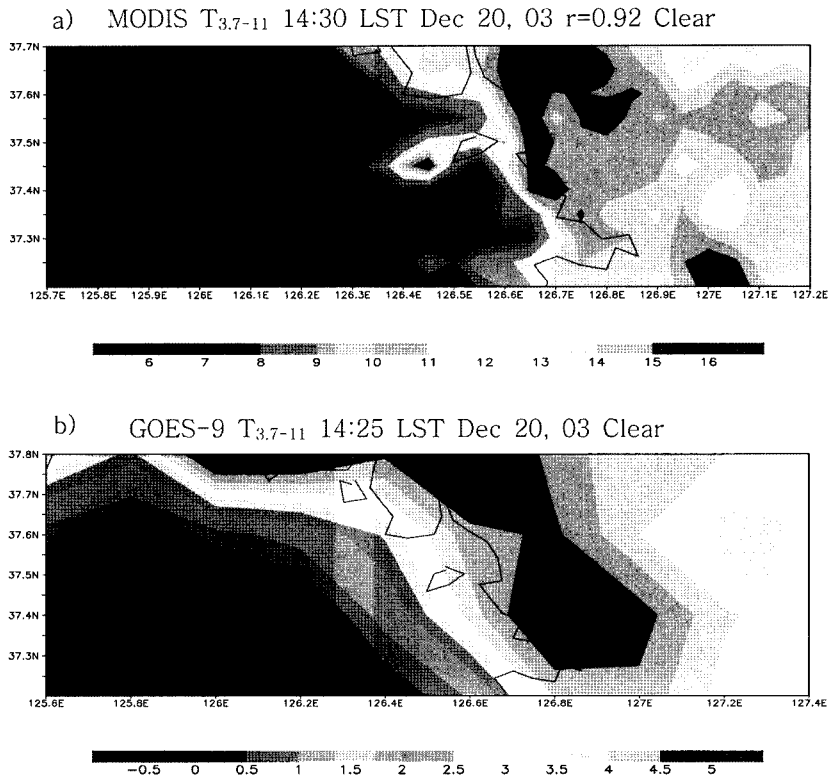 a) MODIS T3.7-11 14:30 LST Dec 20, 03 r=0.92 Clear
37.7N
37.6N
37.5N
37.4N
37.3N
125.7E 125.8E 125.9E 126E 126.1E 126.2E 126.3E 126.4E 126.5E 126.6E 126.7E 126.8E 126.9E 127E 127.1E 127.2E
6 7 8 9 10 11 12 13 14 15 16
b) GOES-9 T3.7-11 14:25 LST Dec 20, 03 Clear
37.8N
37.7N
37.6N
37.5N
37.4N
37.3N
125.6E 125.8E 126E 126.2E 126.4E 126.6E 126.8E 127E 127.2E 127.4E
-0.5 0 0.5 1 1.5 2 2.5 3 3.5 4 4.5 5